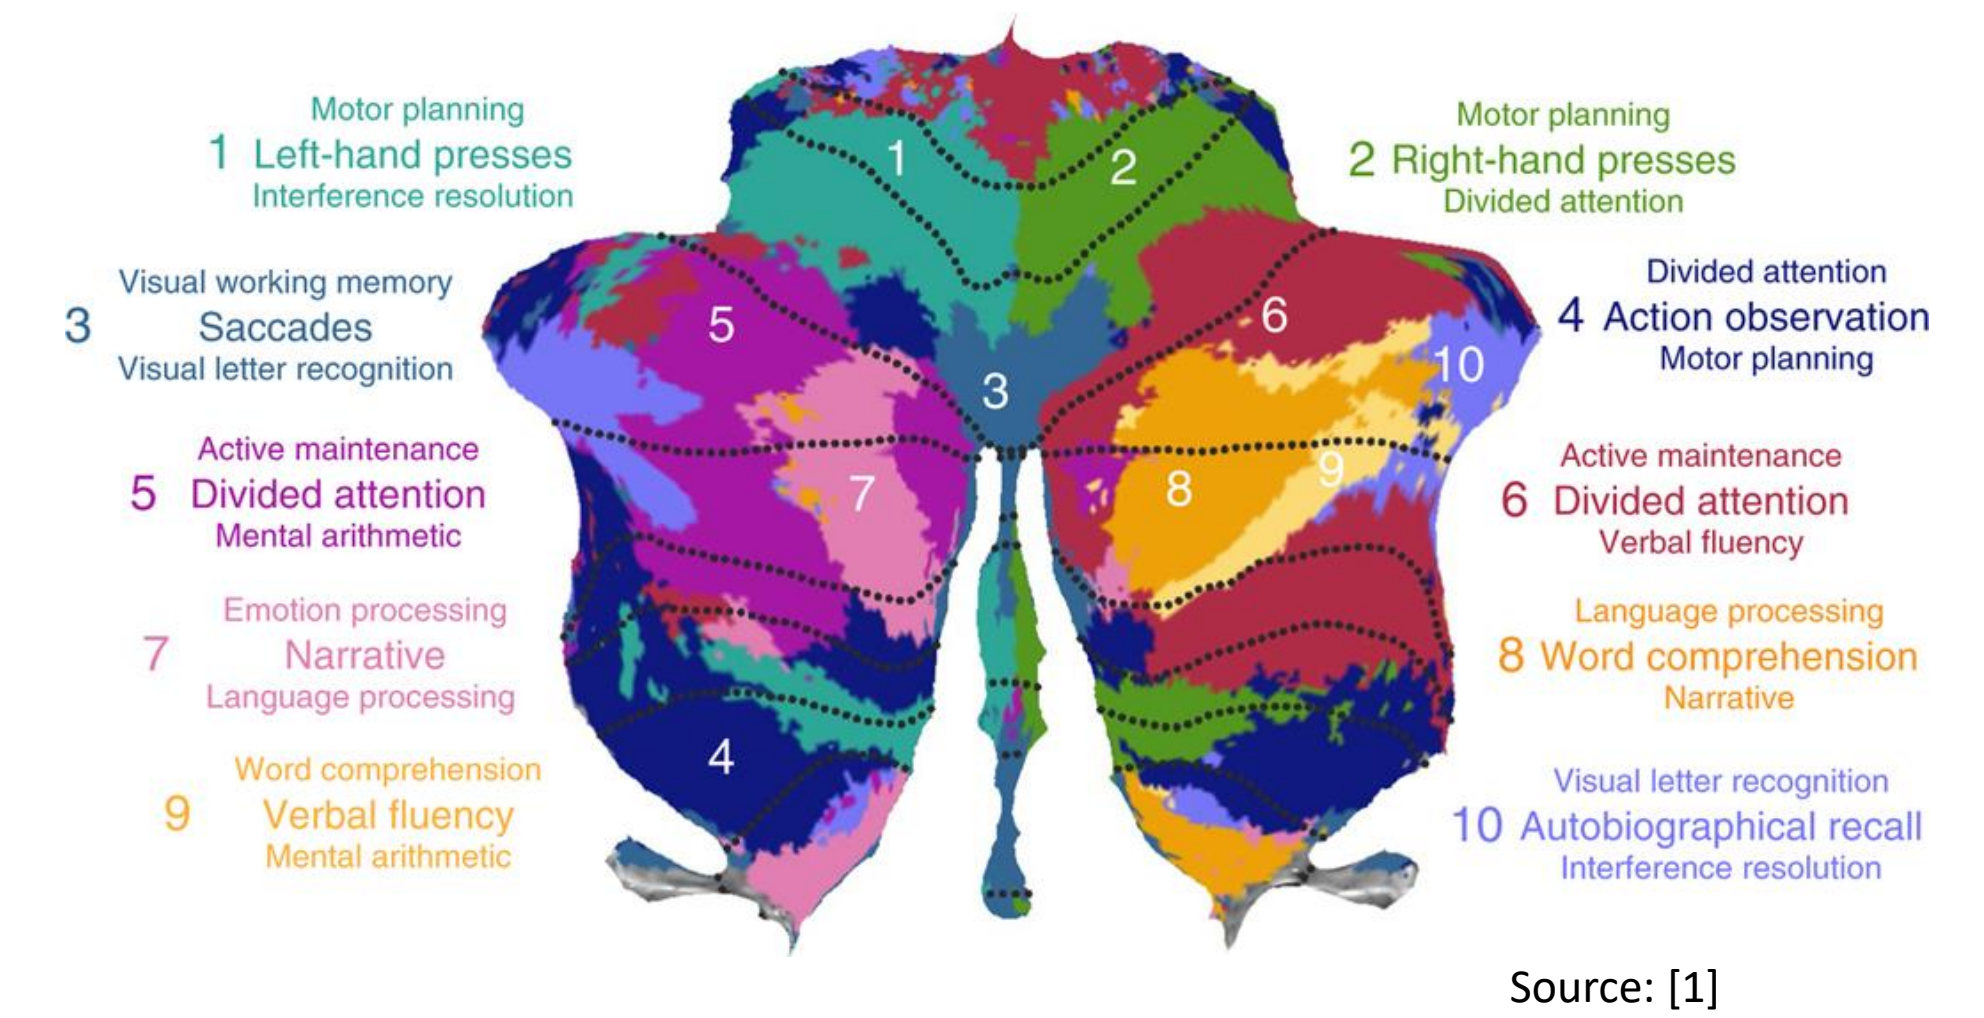 Motor planning
1 Left-hand presses
Interference resolution
Motor planning
2 Right-hand presses
Divided attention
Visual working memory
3 Saccades
Visual letter recognition
Divided attention
4 Action observation
Motor planning
Active maintenance
5 Divided attention
Mental arithmetic
Active maintenance
6 Divided attention
Verbal fluency
Emotion processing
7 Narrative
Language processing
Language processing
8 Word comprehension
Narrative
Word comprehension
9 Verbal fluency
Mental arithmetic
Visual letter recognition
10 Autobiographical recall
Interference resolution
1
2
5
6
10
3
7
8
9
4
Source: [1]